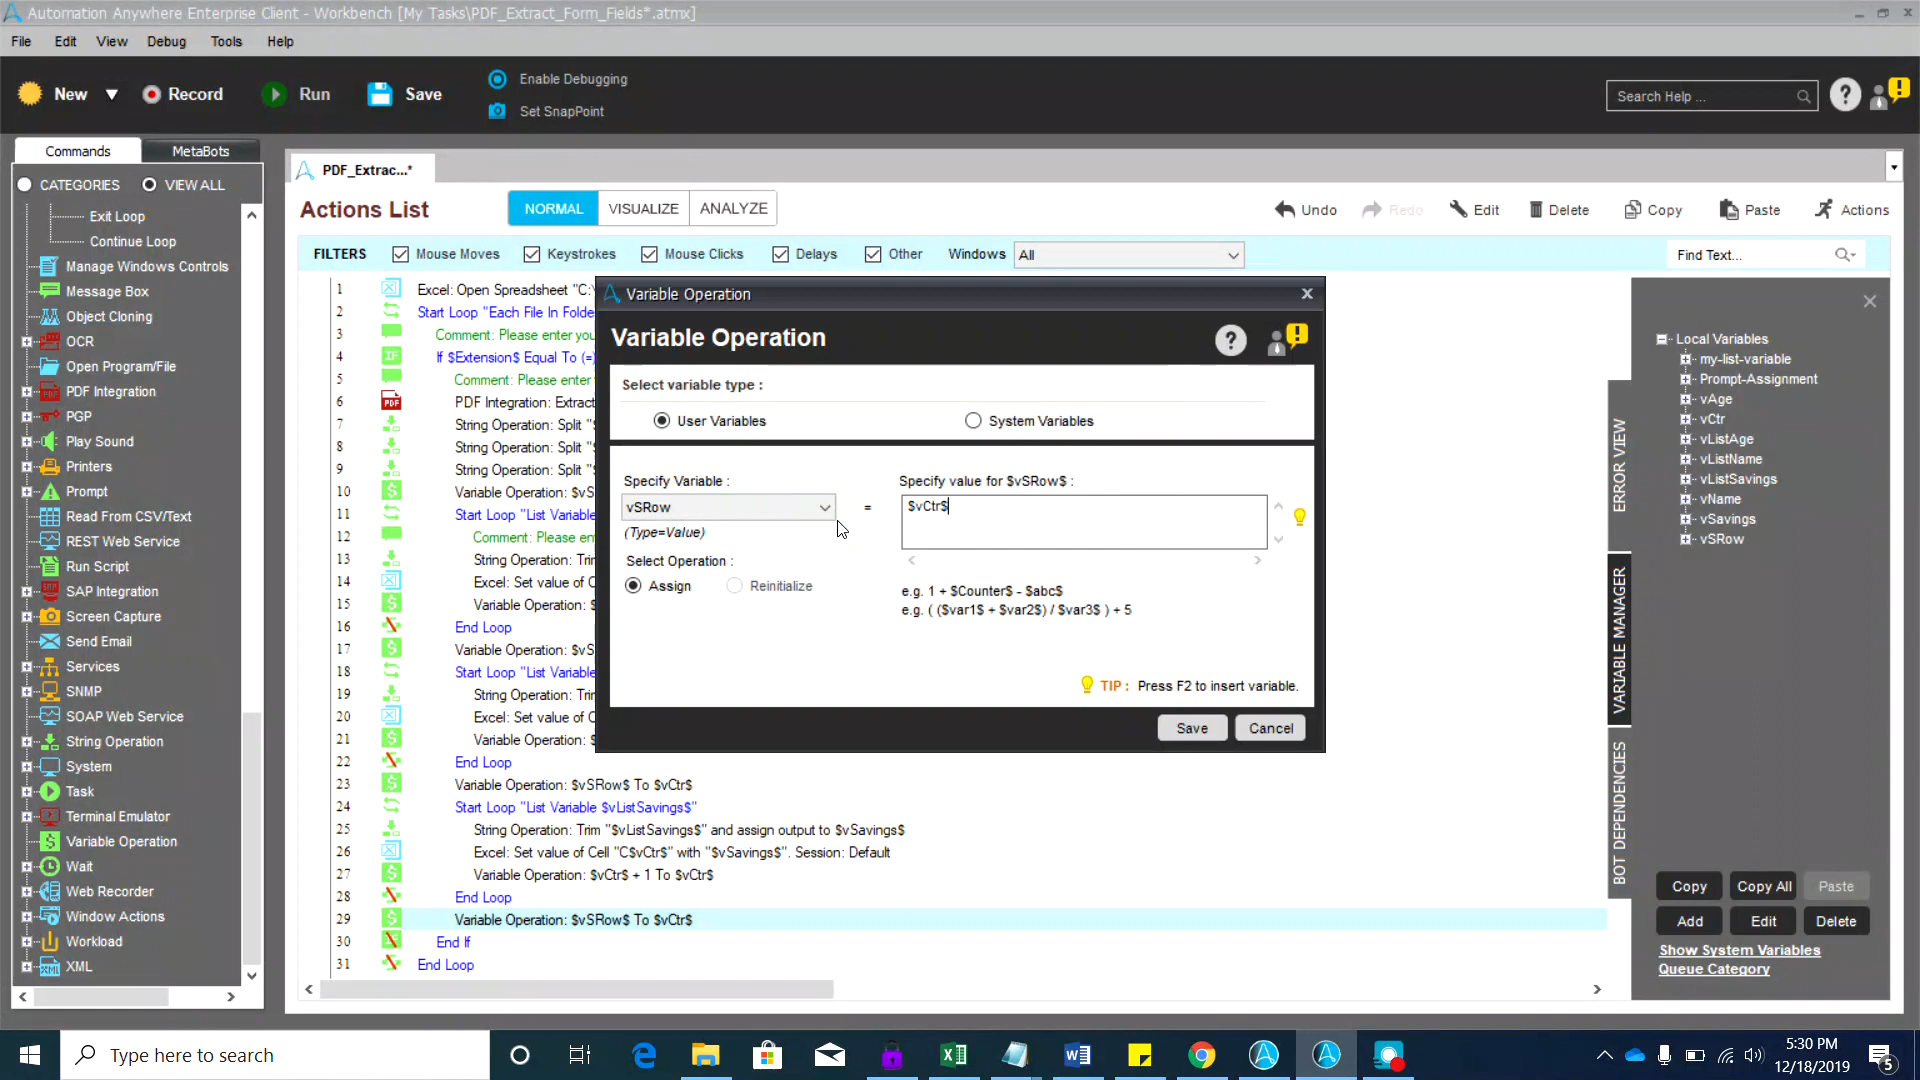 Automation Anywhere Enterprise Client - Workbench [My Tasks\PDF_Extract_Form_Fields*.atmx]
File Edit View Debug Tools Help
New Record Run Save
Enable Debugging
Set SnapPoint
Search Help ...
Commands MetaBots
CATEGORIES VIEW ALL
Exit Loop
Continue Loop
Manage Windows Controls
Message Box
Object Cloning
OCR
Open Program/File
PDF Integration
PGP
Play Sound
Printers
Prompt
Read From CSV/Text
REST Web Service
Run Script
SAP Integration
Screen Capture
Send Email
Services
SNMP
SOAP Web Service
String Operation
System
Task
Terminal Emulator
Variable Operation
Wait
Web Recorder
Window Actions
Workload
XML
PDF_Extrac...*
Actions List
NORMAL VISUALIZE ANALYZE
Undo Redo Edit Delete Copy Paste Actions
FILTERS Mouse Moves Keystrokes Mouse Clicks Delays Other Windows All
Find Text...
1 Excel: Open Spreadsheet "C:\
2 Start Loop "Each File In Folde
3 Comment: Please enter you
4 If $Extension$ Equal To (=)
5 Comment: Please enter
6 PDF Integration: Extract
7 String Operation: Split "$
8 String Operation: Split "$
9 String Operation: Split "$
10 Variable Operation: $vS
11 Start Loop "List Variable
12 Comment: Please en
13 String Operation: Tri
14 Excel: Set value of C
15 Variable Operation: $
16 End Loop
17 Variable Operation: $vS
18 Start Loop "List Variable
19 String Operation: Tri
20 Excel: Set value of C
21 Variable Operation: $
22 End Loop
23 Variable Operation: $vSRow$ To $vCtr$
24 Start Loop "List Variable $vListSavings$"
25 String Operation: Trim "$vListSavings$" and assign output to $vSavings$
26 Excel: Set value of Cell "C$vCtr$" with "$vSavings$". Session: Default
27 Variable Operation: $vCtr$ + 1 To $vCtr$
28 End Loop
29 Variable Operation: $vSRow$ To $vCtr$
30 End If
31 End Loop
Variable Operation
Variable Operation
Select variable type :
User Variables System Variables
Specify Variable :
vSRow
(Type=Value)
=
Specify value for $vSRow$ :
$vCtr$
Select Operation :
Assign Reinitialize
e.g. 1 + $Counter$ - $abc$
e.g. ( ($var1$ + $var2$) / $var3$ ) + 5
TIP : Press F2 to insert variable.
Save Cancel
ERROR VIEW
VARIABLE MANAGER
BOT DEPENDENCIES
Local Variables
my-list-variable
Prompt-Assignment
vAge
vCtr
vListAge
vListName
vListSavings
vName
vSavings
vSRow
Copy Copy All Paste
Add Edit Delete
Show System Variables
Queue Category
Type here to search
5:30 PM
12/18/2019
5